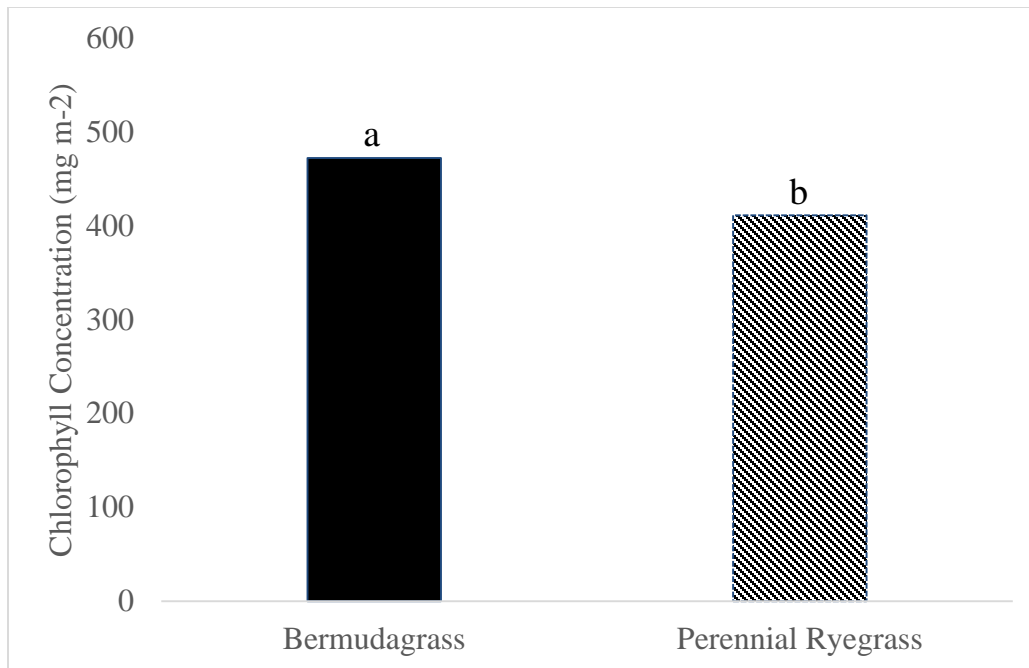 Chlorophyll Concentration (mg m-2)
600
500
400
300
200
100
0
a
b
Bermudagrass
Perennial Ryegrass